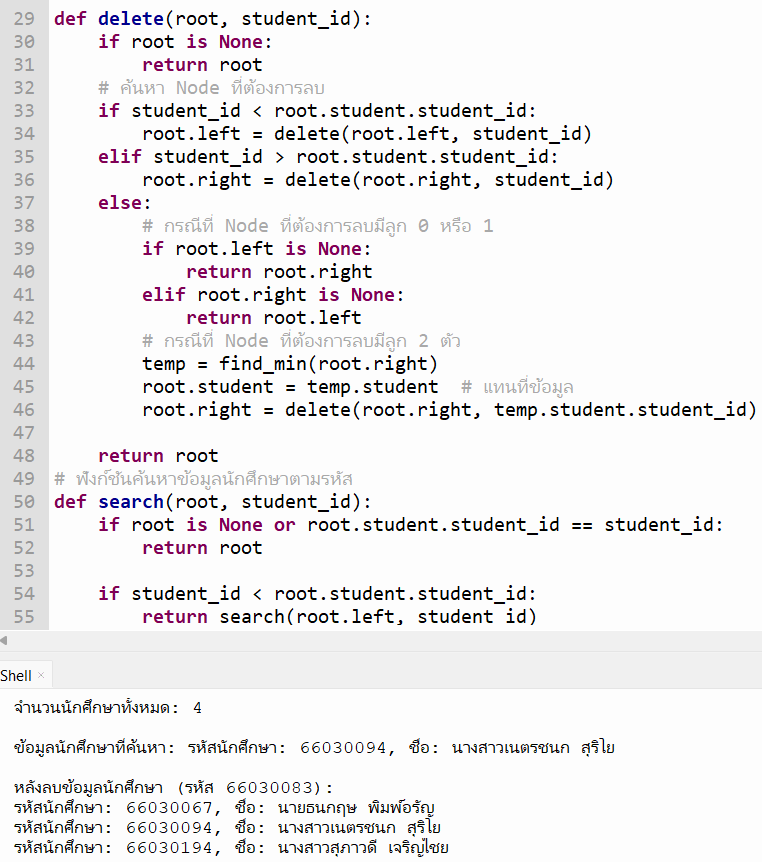 29 def delete(root, student_id):
30     if root is None:
31         return root
32     # ค้นหา Node ที่ต้องการลบ
33     if student_id < root.student.student_id:
34         root.left = delete(root.left, student_id)
35     elif student_id > root.student.student_id:
36         root.right = delete(root.right, student_id)
37     else:
38         # กรณีที่ Node ที่ต้องการลบมีลูก 0 หรือ 1
39         if root.left is None:
40             return root.right
41         elif root.right is None:
42             return root.left
43         # กรณีที่ Node ที่ต้องการลบมีลูก 2 ตัว
44         temp = find_min(root.right)
45         root.student = temp.student  # แทนที่ข้อมูล
46         root.right = delete(root.right, temp.student.student_id)
47
48     return root
49 # ฟังก์ชันค้นหาข้อมูลนักศึกษาตามรหัส
50 def search(root, student_id):
51     if root is None or root.student.student_id == student_id:
52         return root
53
54     if student_id < root.student.student_id:
55         return search(root.left, student_id)
Shell ×
จำนวนนักศึกษาทั้งหมด: 4
ข้อมูลนักศึกษาที่ค้นหา: รหัสนักศึกษา: 66030094, ชื่อ: นางสาวเนตรชนก สุริไย
หลังลบข้อมูลนักศึกษา (รหัส 66030083):
รหัสนักศึกษา: 66030067, ชื่อ: นายธนกฤษ พิมพ์อรัญ
รหัสนักศึกษา: 66030094, ชื่อ: นางสาวเนตรชนก สุริไย
รหัสนักศึกษา: 66030194, ชื่อ: นางสาวสุภาวดี เจริญไชย